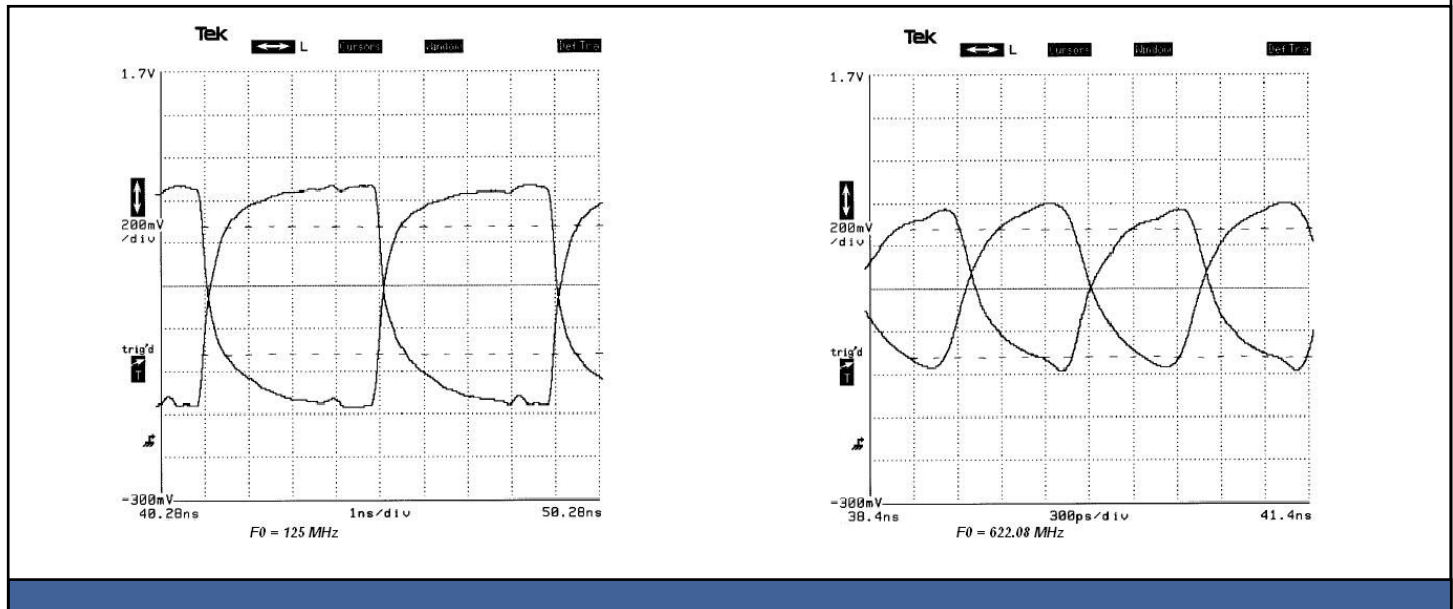 Tek
L Cursors Window Def Tra
1.7V
200mV
/div
trig'd
T
-300mV
40.28ns 1ns/div 50.28ns
F0 = 125 MHz
Tek
L Cursors Window Def Tra
1.7V
200mV
/div
trig'd
T
-300mV
38.4ns 300ps/div 41.4ns
F0 = 622.08 MHz